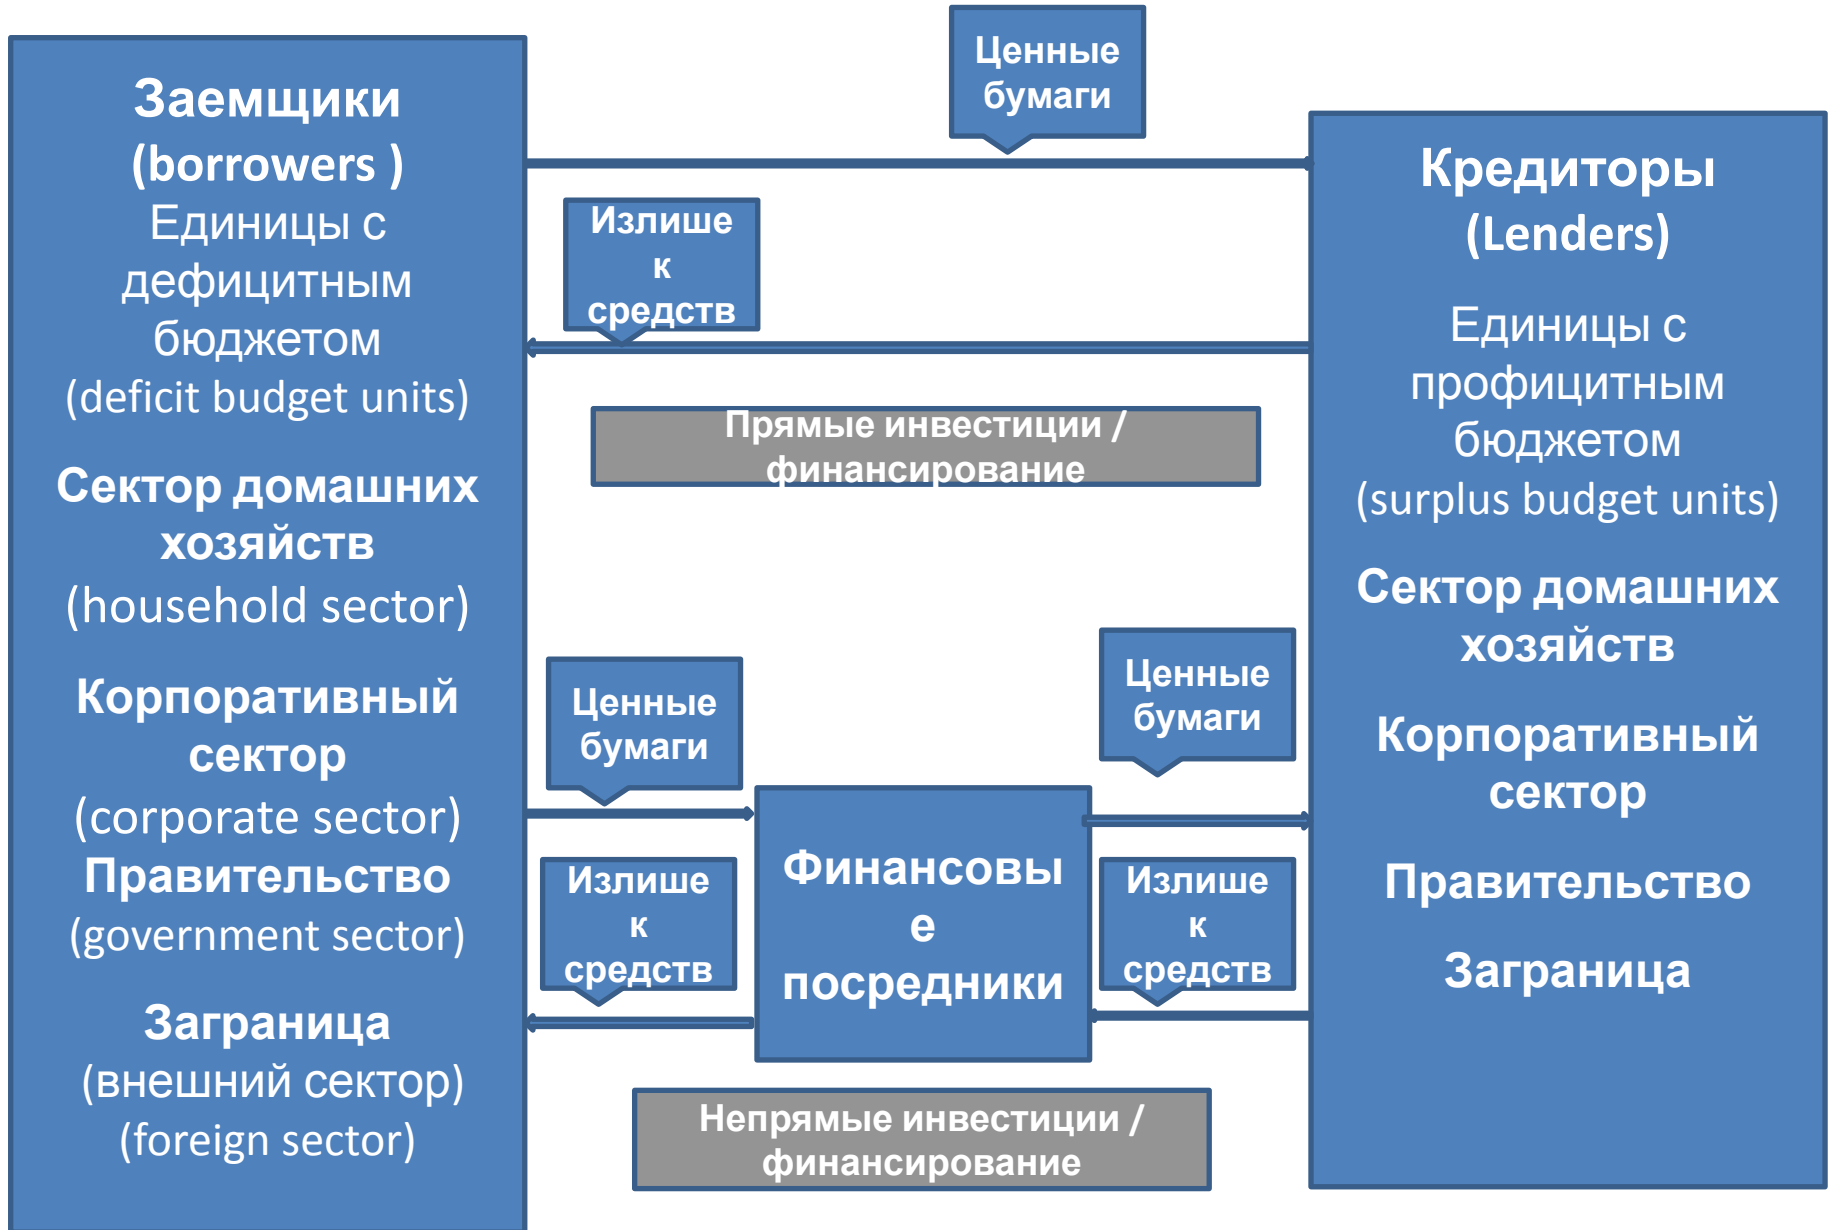 Заемщики
(borrowers )
Единицы с
дефицитным
бюджетом
(deficit budget units)
Сектор домашних
хозяйств
(household sector)
Корпоративный
сектор
(corporate sector)
Правительство
(government sector)
Заграница
(внешний сектор)
(foreign sector)
Ценные
бумаги
Излише
к
средств
Прямые инвестиции /
финансирование
Ценные
бумаги
Излише
к
средств
Финансовы
е
посредники
Ценные
бумаги
Излише
к
средств
Непрямые инвестиции /
финансирование
Кредиторы
(Lenders)
Единицы с
профицитным
бюджетом
(surplus budget units)
Сектор домашних
хозяйств
Корпоративный
сектор
Правительство
Заграница